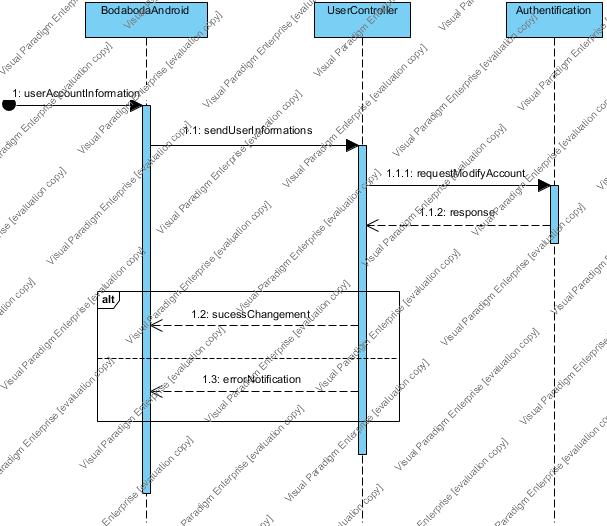 BodabodaAndroid
UserController
Authentification
1: userAccountInformation
1.1: sendUserInformations
1.1.1: requestModifyAccount
1.1.2: response
alt
1.2: sucessChangement
1.3: errorNotification
Visual Paradigm Enterprise [evaluation copy]